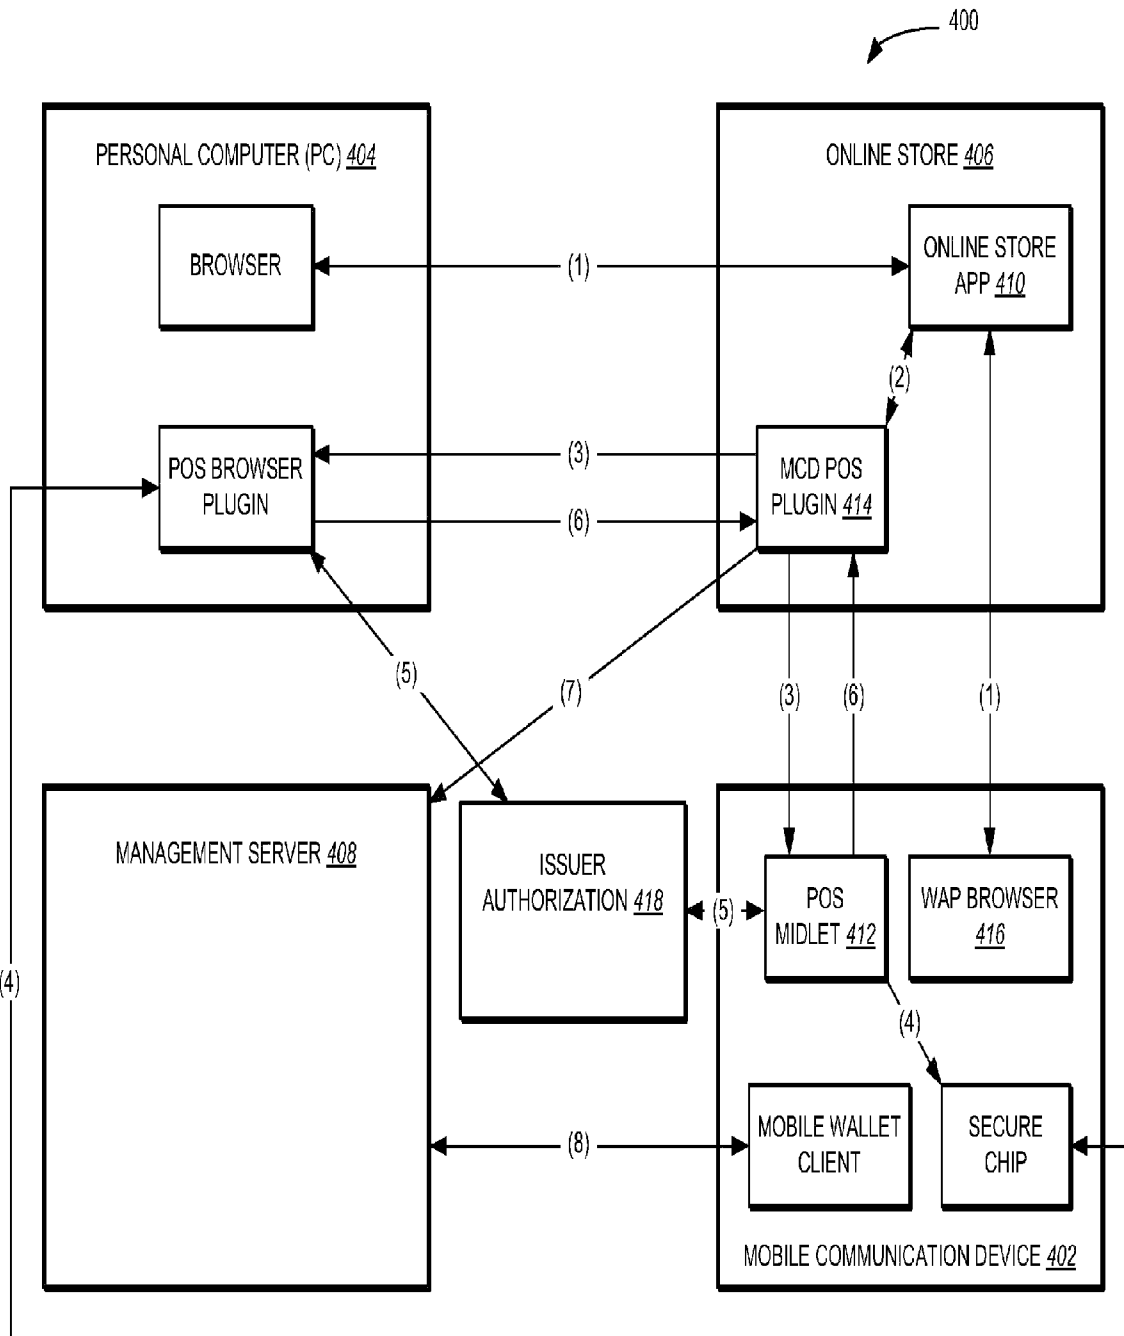 400
PERSONAL COMPUTER (PC) 404
ONLINE STORE 406
BROWSER
(1)
ONLINE STORE
APP 410
(2)
POS BROWSER
PLUGIN
(3)
(6)
MCD POS
PLUGIN 414
(5)
(7)
(3)
(6)
(1)
MANAGEMENT SERVER 408
ISSUER
AUTHORIZATION 418
(5)
POS
MIDLET 412
WAP BROWSER
416
(4)
(4)
(8)
MOBILE WALLET
CLIENT
SECURE
CHIP
MOBILE COMMUNICATION DEVICE 402